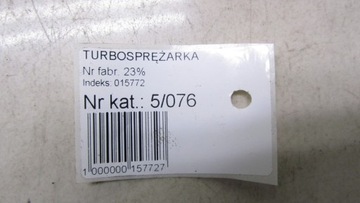 TURBOSPRĘŻARKA
Nr fabr. 23%
Indeks: 015772
Nr kat.: 5/076
1 000000 157727